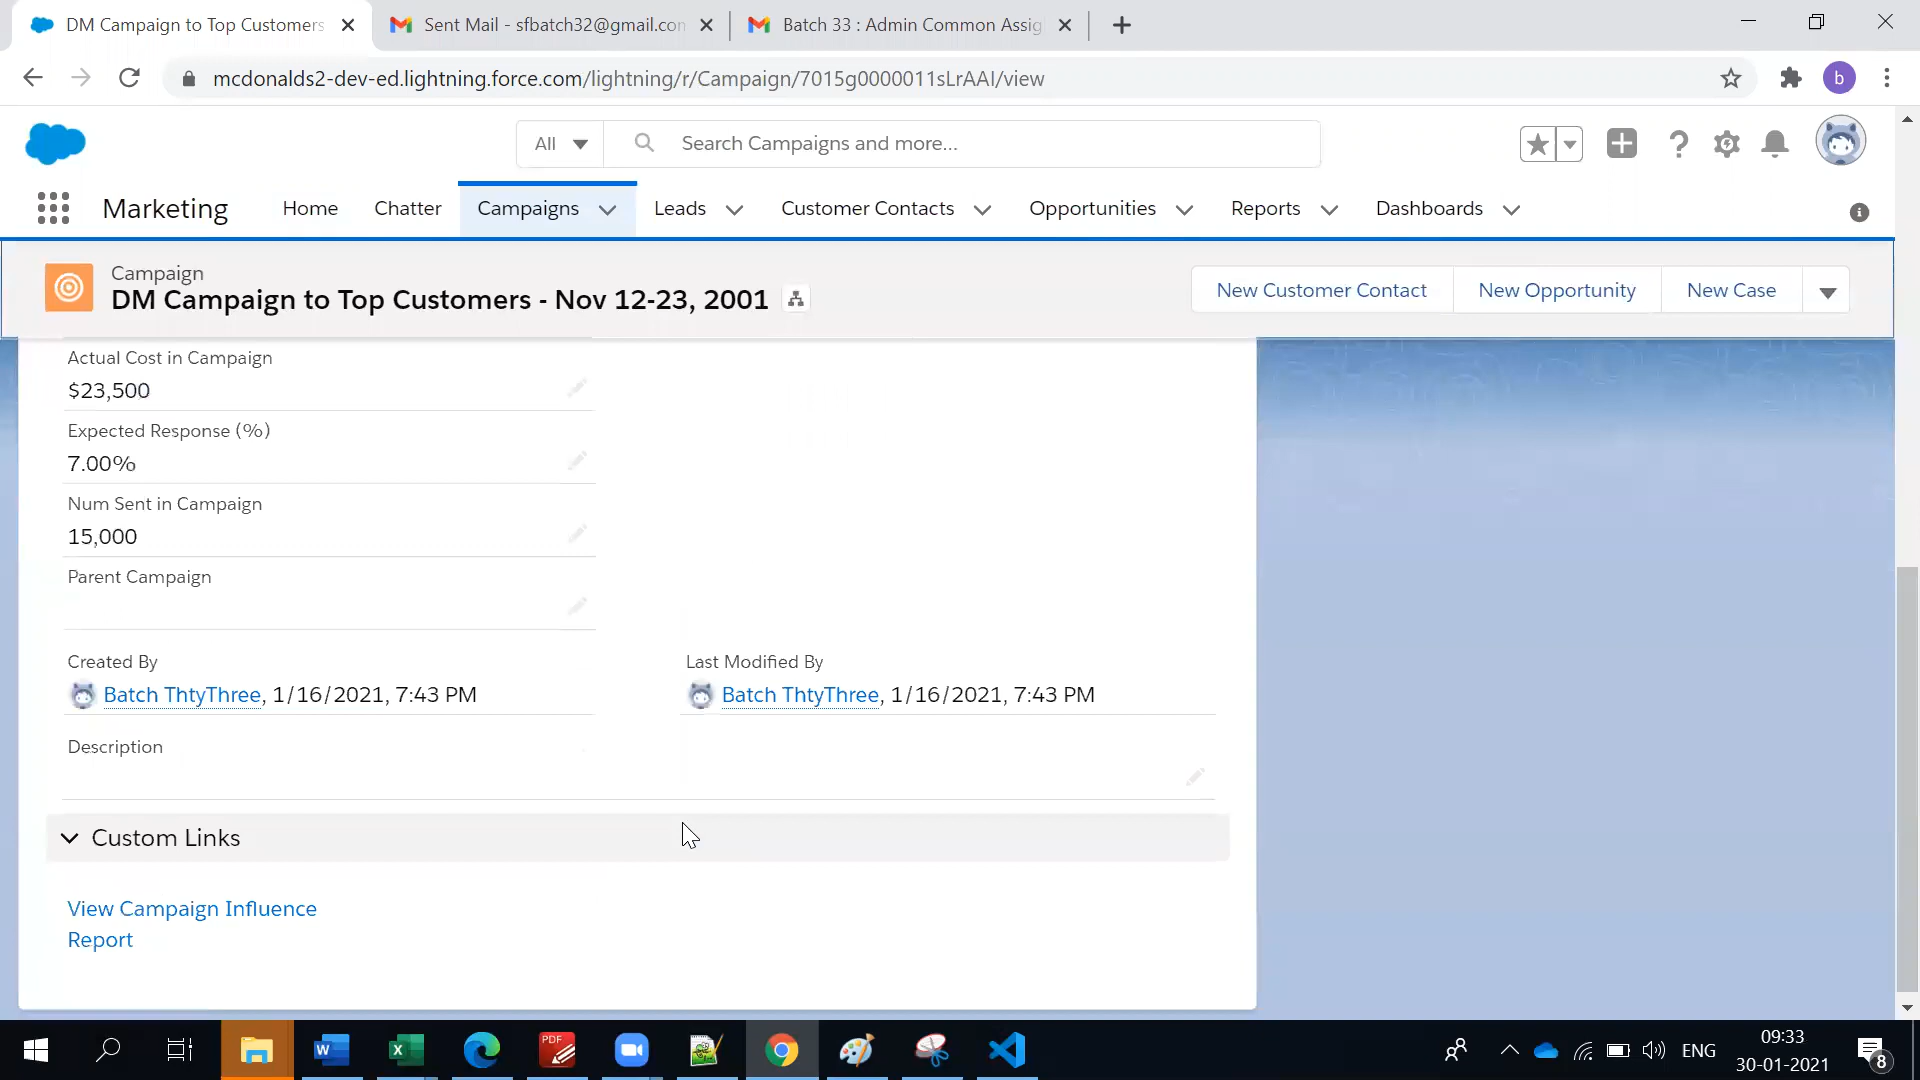 DM Campaign to Top Customers
Sent Mail - sfbatch32@gmail.con
Batch 33 : Admin Common Assig
mcdonalds2-dev-ed.lightning.force.com/lightning/r/Campaign/7015g0000011sLrAAI/view
b
All
Search Campaigns and more...
Marketing
Home
Chatter
Campaigns
Leads
Customer Contacts
Opportunities
Reports
Dashboards
Campaign
DM Campaign to Top Customers - Nov 12-23, 2001
New Customer Contact
New Opportunity
New Case
Actual Cost in Campaign
$23,500
Expected Response (%)
7.00%
Num Sent in Campaign
15,000
Parent Campaign
Created By
Batch ThtyThree, 1/16/2021, 7:43 PM
Last Modified By
Batch ThtyThree, 1/16/2021, 7:43 PM
Description
Custom Links
View Campaign Influence
Report
PDF
ENG
09:33
30-01-2021
8